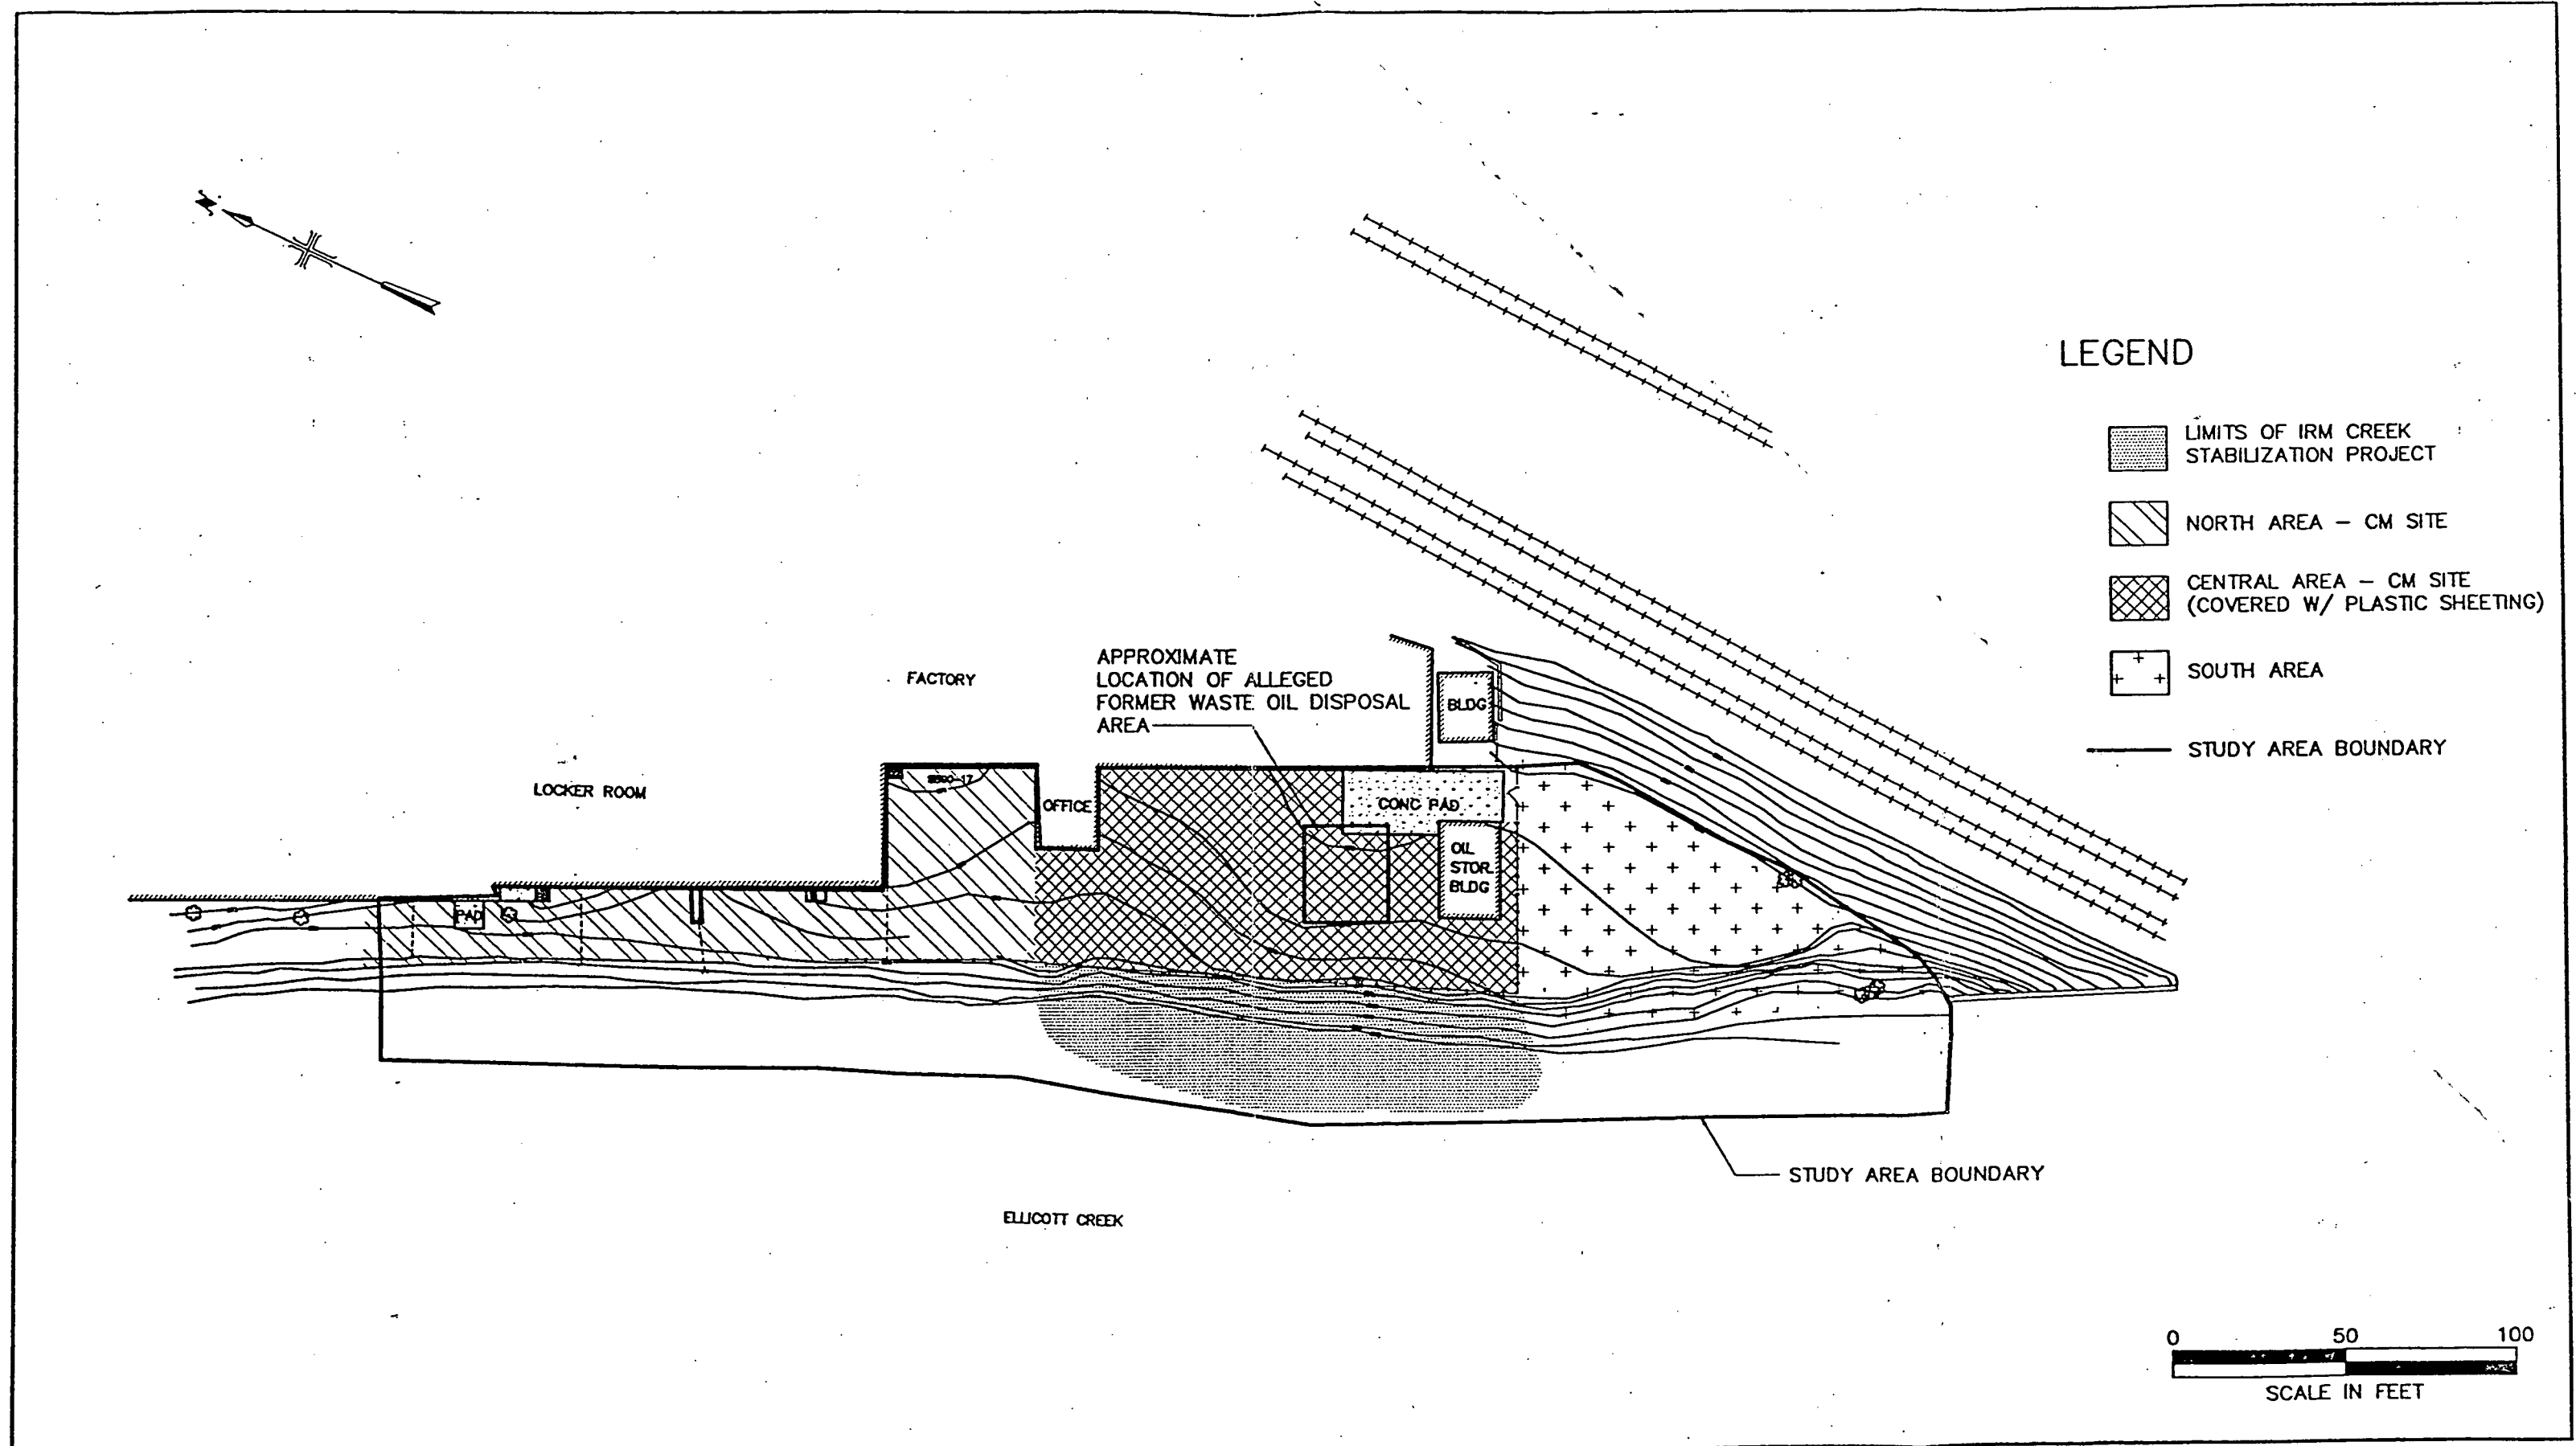 N
LEGEND
LIMITS OF IRM CREEK
STABILIZATION PROJECT
NORTH AREA – CM SITE
CENTRAL AREA – CM SITE
(COVERED W/ PLASTIC SHEETING)
SOUTH AREA
STUDY AREA BOUNDARY
APPROXIMATE
LOCATION OF ALLEGED
FORMER WASTE OIL DISPOSAL
AREA
FACTORY
BLDG
LOCKER ROOM
OFFICE
CONC PAD
OIL
STOR.
BLDG
PAD
STUDY AREA BOUNDARY
ELLICOTT CREEK
0 50 100
SCALE IN FEET